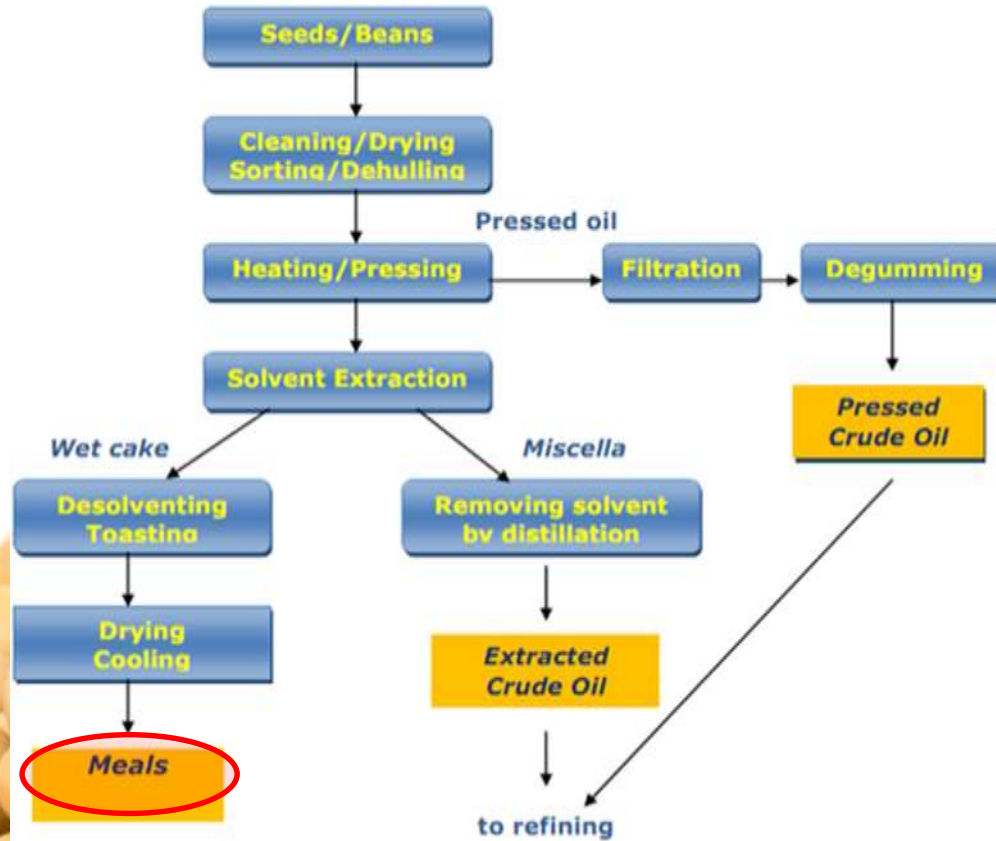 Seeds/Beans
Cleaning/Drying
Sorting/Dehulling
Pressed oil
Heating/Pressing
Filtration
Degumming
Solvent Extraction
Pressed
Crude Oil
Wet cake
Miscella
Desolventing
Toasting
Removing solvent
by distillation
Drying
Cooling
Extracted
Crude Oil
Meals
to refining